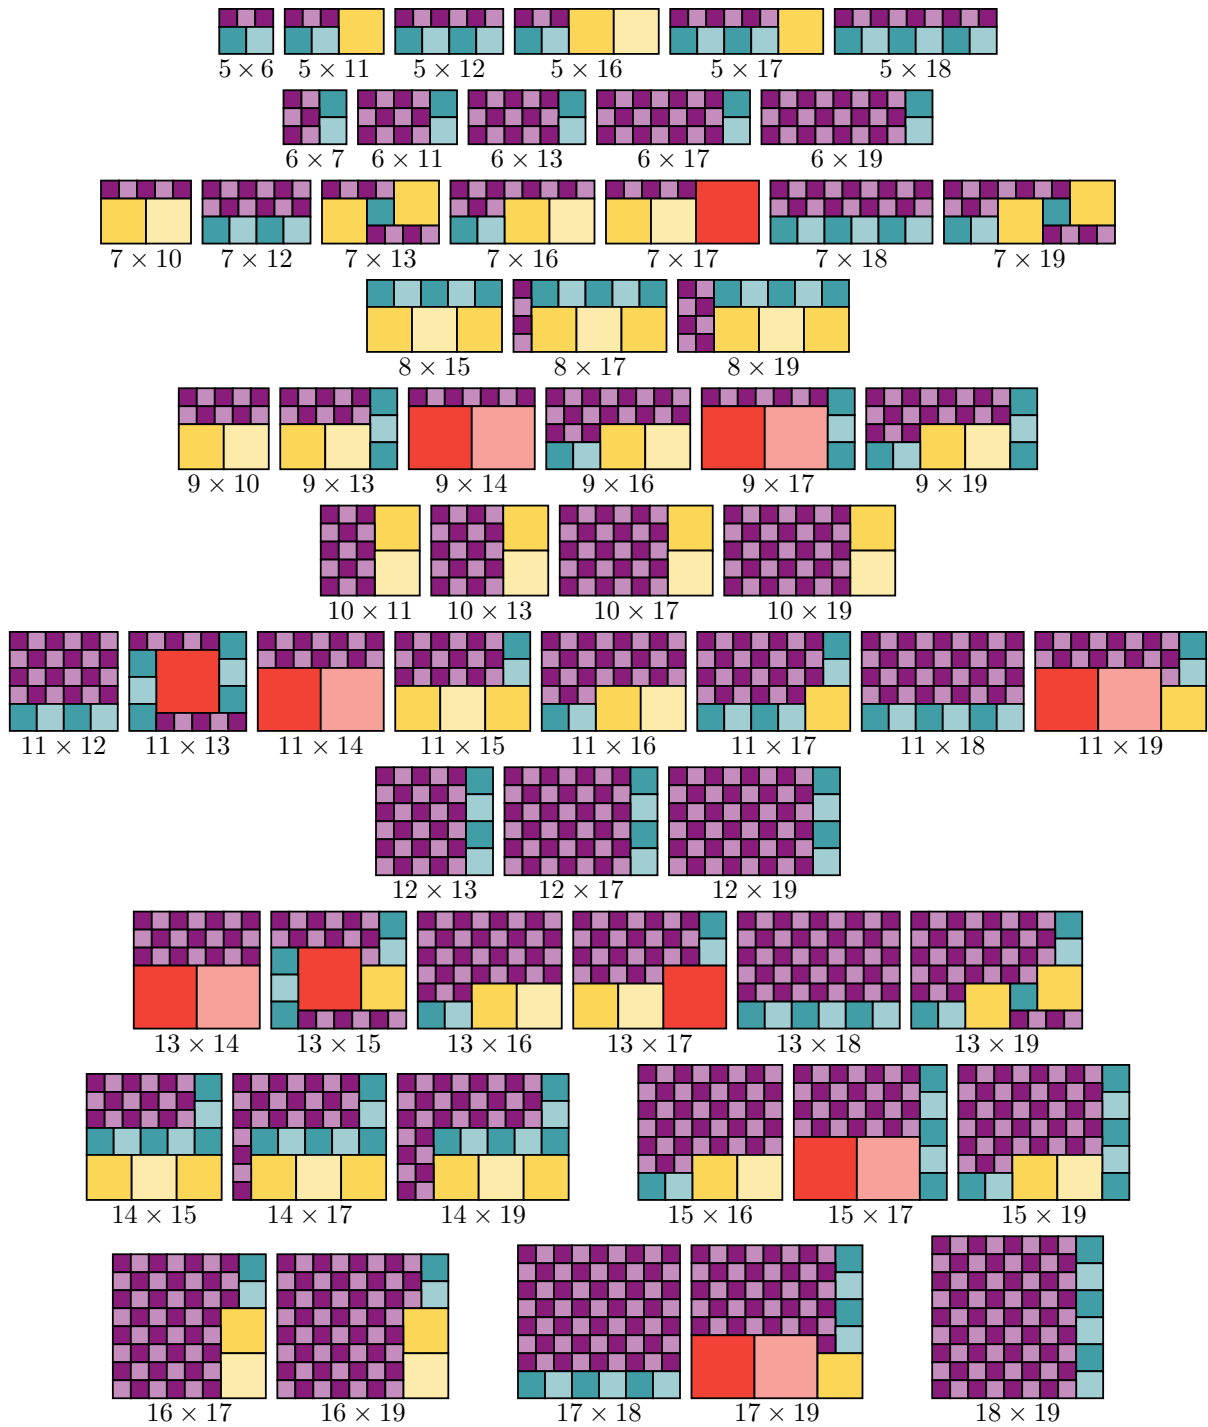 5 × 6 5 × 11 5 × 12 5 × 16 5 × 17 5 × 18
6 × 7 6 × 11 6 × 13 6 × 17 6 × 19
7 × 10 7 × 12 7 × 13 7 × 16 7 × 17 7 × 18 7 × 19
8 × 15 8 × 17 8 × 19
9 × 10 9 × 13 9 × 14 9 × 16 9 × 17 9 × 19
10 × 11 10 × 13 10 × 17 10 × 19
11 × 12 11 × 13 11 × 14 11 × 15 11 × 16 11 × 17 11 × 18 11 × 19
12 × 13 12 × 17 12 × 19
13 × 14 13 × 15 13 × 16 13 × 17 13 × 18 13 × 19
14 × 15 14 × 17 14 × 19 15 × 16 15 × 17 15 × 19
16 × 17 16 × 19 17 × 18 17 × 19 18 × 19